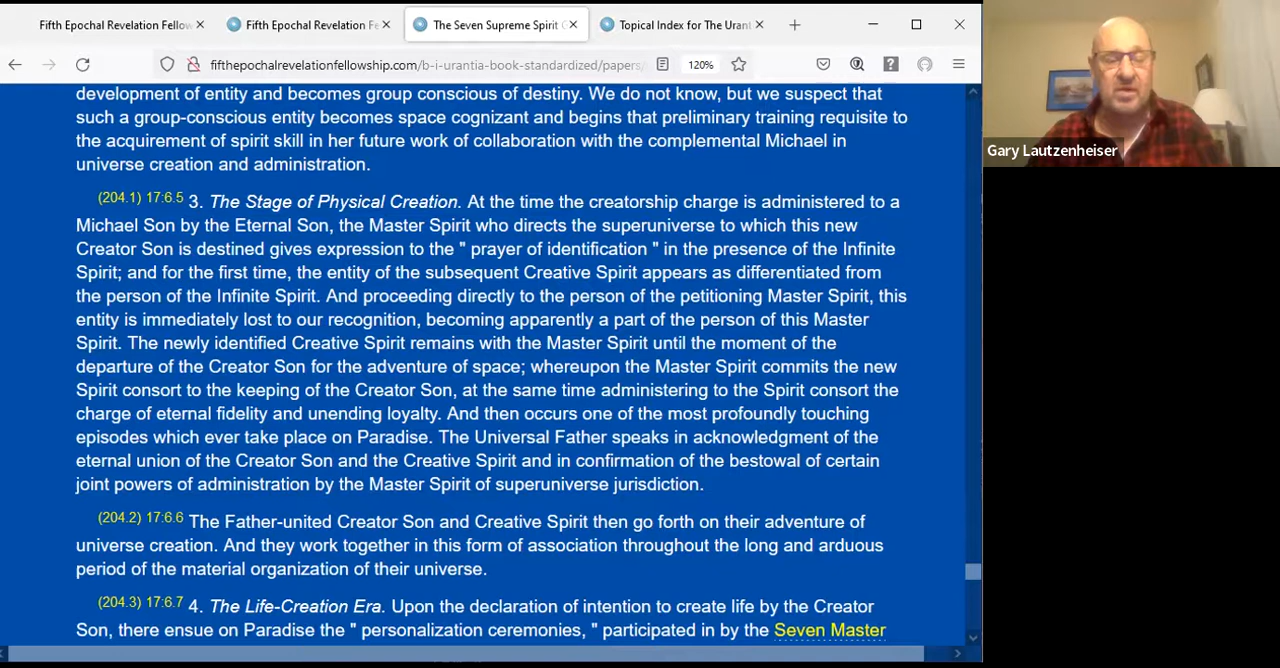 Fifth Epochal Revelation Fellow
Fifth Epochal Revelation Fe
The Seven Supreme Spirit
Topical Index for The Urant
fifthepochalrevelationfellowship.com/b-i-urantia-book-standardized/papers/
120%
development of entity and becomes group conscious of destiny. We do not know, but we suspect that
such a group-conscious entity becomes space cognizant and begins that preliminary training requisite to
the acquirement of spirit skill in her future work of collaboration with the complemental Michael in
universe creation and administration.
(204.1) 17:6.5 3. The Stage of Physical Creation. At the time the creatorship charge is administered to a
Michael Son by the Eternal Son, the Master Spirit who directs the superuniverse to which this new
Creator Son is destined gives expression to the " prayer of identification " in the presence of the Infinite
Spirit; and for the first time, the entity of the subsequent Creative Spirit appears as differentiated from
the person of the Infinite Spirit. And proceeding directly to the person of the petitioning Master Spirit, this
entity is immediately lost to our recognition, becoming apparently a part of the person of this Master
Spirit. The newly identified Creative Spirit remains with the Master Spirit until the moment of the
departure of the Creator Son for the adventure of space; whereupon the Master Spirit commits the new
Spirit consort to the keeping of the Creator Son, at the same time administering to the Spirit consort the
charge of eternal fidelity and unending loyalty. And then occurs one of the most profoundly touching
episodes which ever take place on Paradise. The Universal Father speaks in acknowledgment of the
eternal union of the Creator Son and the Creative Spirit and in confirmation of the bestowal of certain
joint powers of administration by the Master Spirit of superuniverse jurisdiction.
(204.2) 17:6.6 The Father-united Creator Son and Creative Spirit then go forth on their adventure of
universe creation. And they work together in this form of association throughout the long and arduous
period of the material organization of their universe.
(204.3) 17:6.7 4. The Life-Creation Era. Upon the declaration of intention to create life by the Creator
Son, there ensue on Paradise the " personalization ceremonies, " participated in by the Seven Master
Gary Lautzenheiser